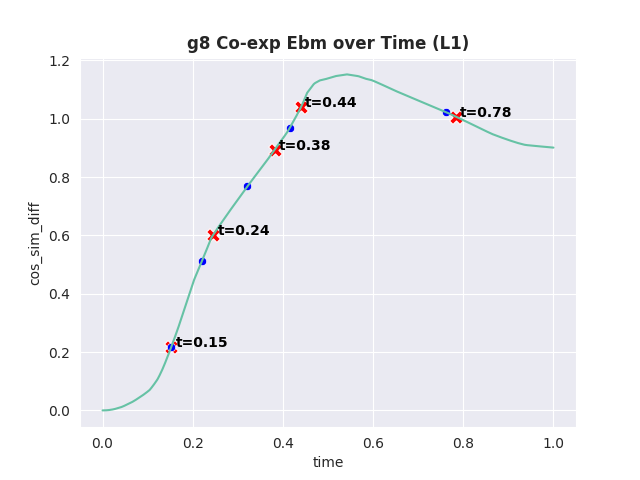 g8 Co-exp Ebm over Time (L1)
cos_sim_diff
1.2
1.0
0.8
0.6
0.4
0.2
0.0
t=0.44
t=0.78
t=0.38
t=0.24
t=0.15
0.0 0.2 0.4 0.6 0.8 1.0
time